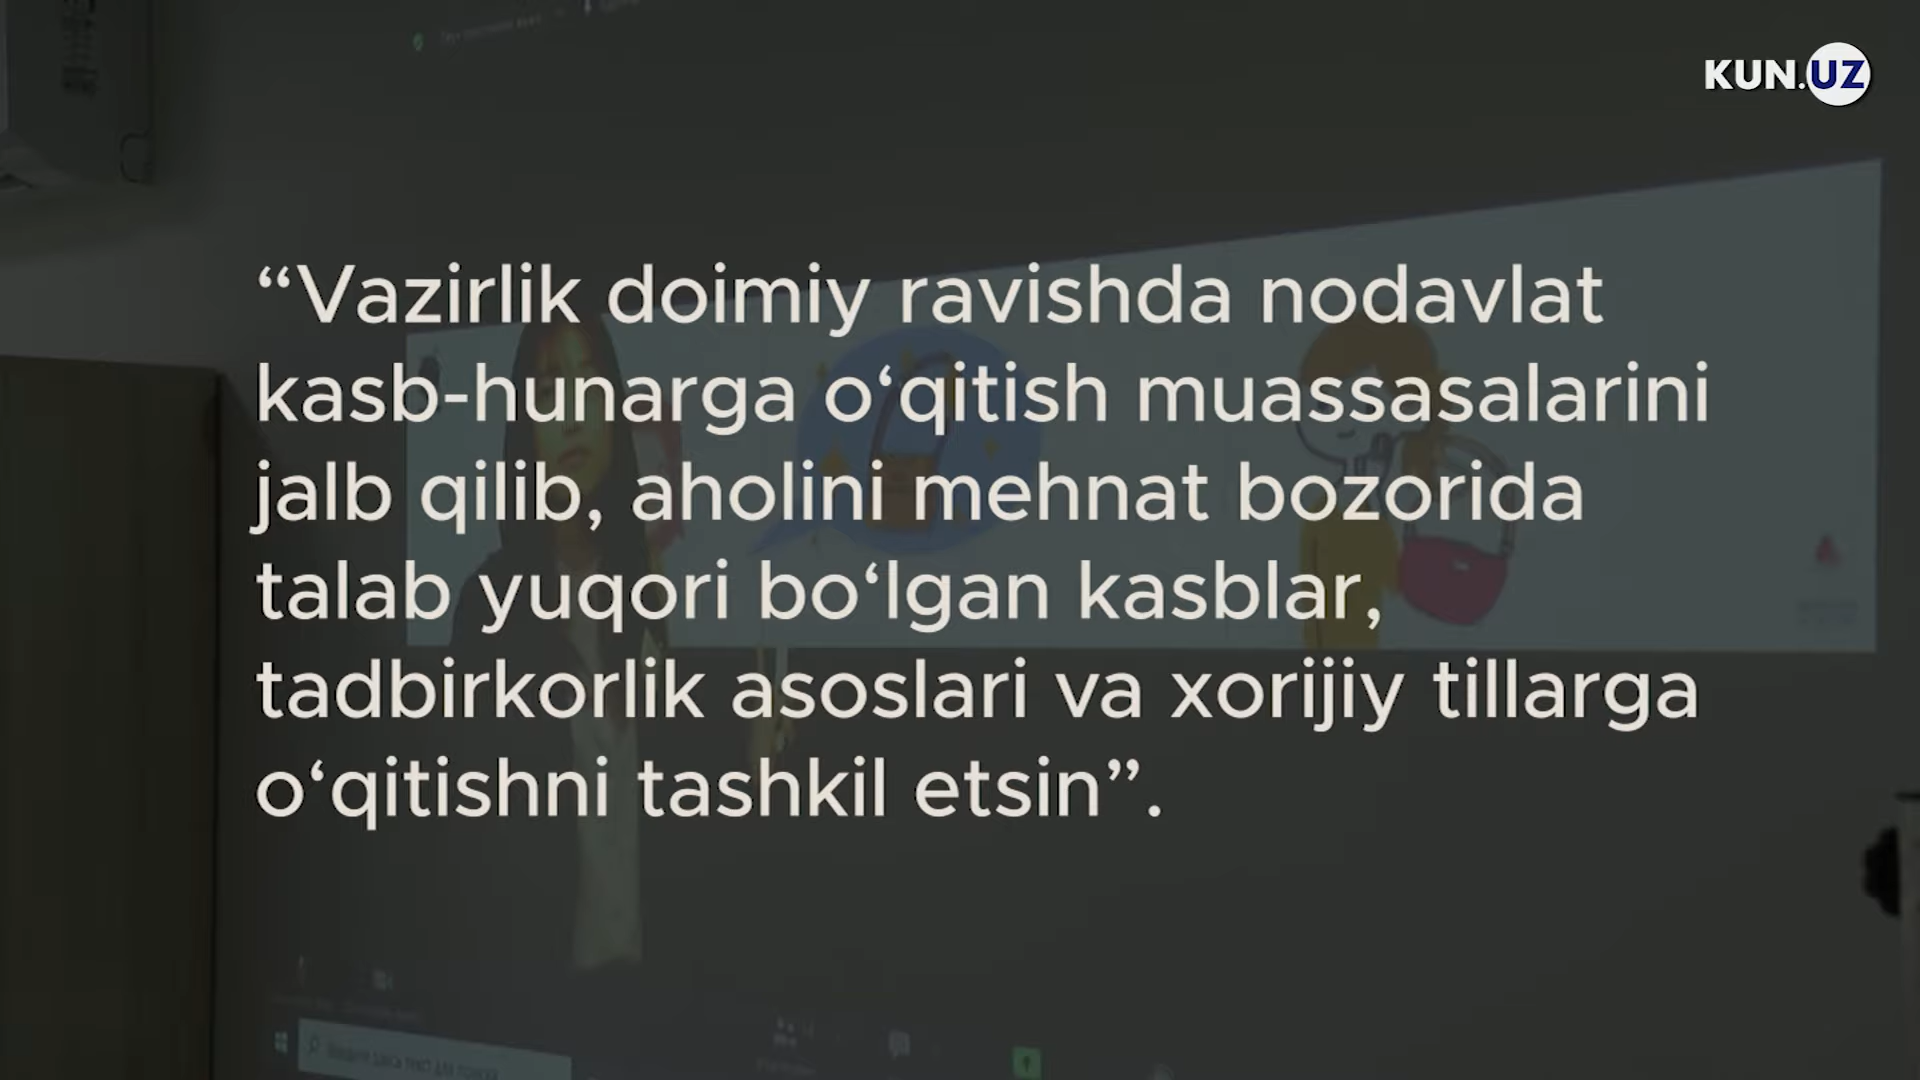 KUN.UZ
“Vazirlik doimiy ravishda nodavlat
kasb-hunarga o‘qitish muassasalarini
jalb qilib, aholini mehnat bozorida
talab yuqori bo‘lgan kasblar,
tadbirkorlik asoslari va xorijiy tillarga
o‘qitishni tashkil etsin”.